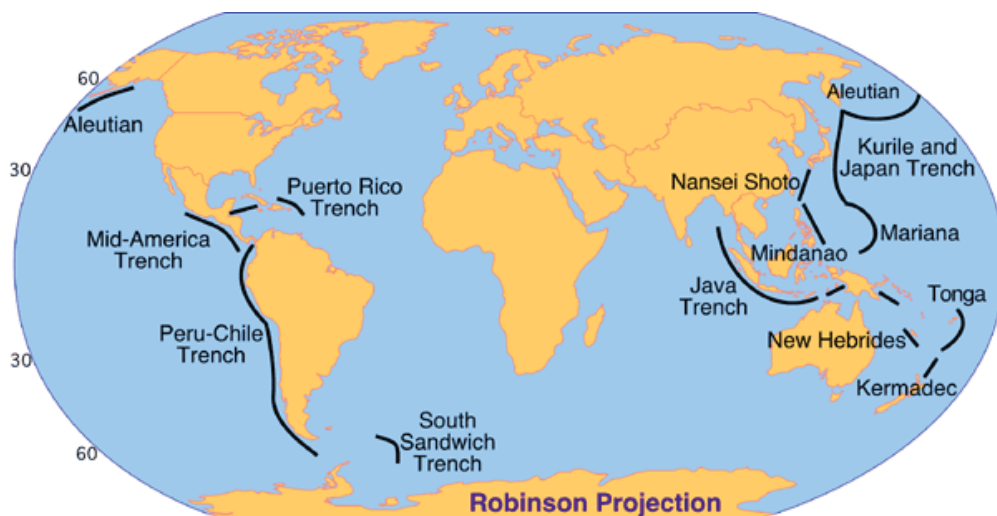 60
Aleutian
Aleutian
30
Kurile and
Japan Trench
Nansei Shoto
Puerto Rico
Trench
Mid-America
Trench
Mariana
Mindanao
Java
Trench
Tonga
Peru-Chile
Trench
New Hebrides
30
Kermadec
South
Sandwich
Trench
60
Robinson Projection